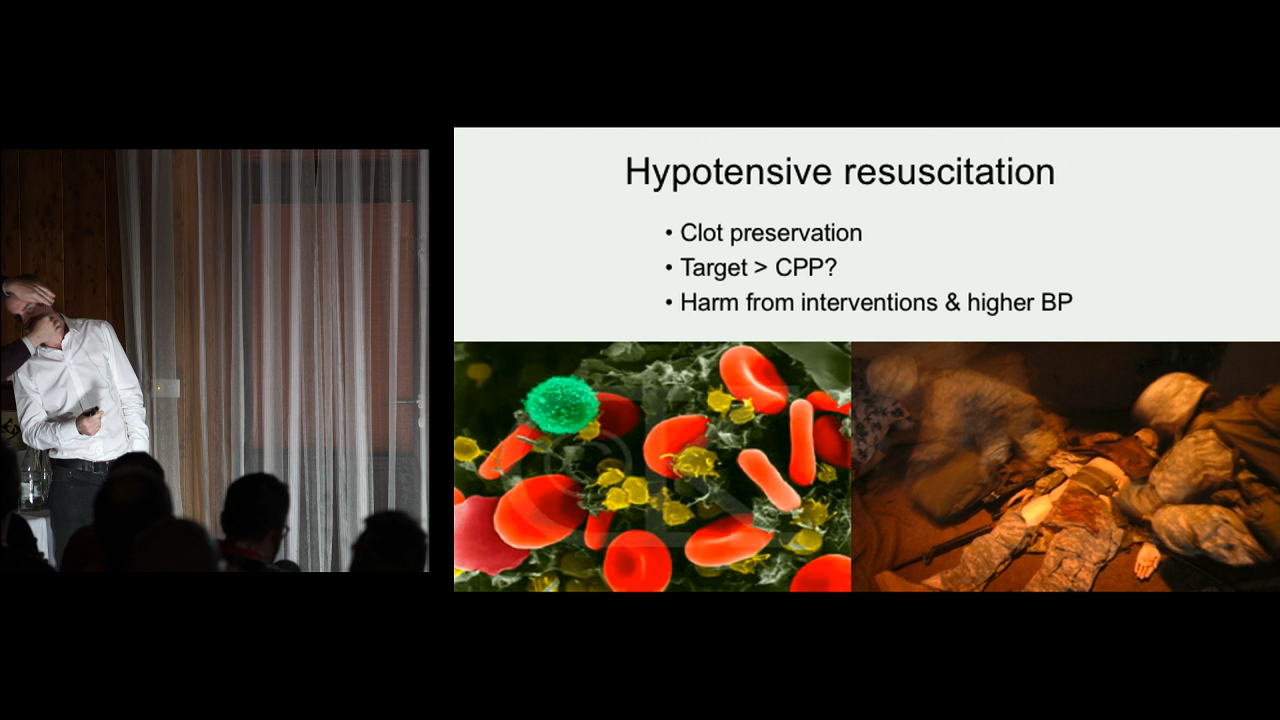 Hypotensive resuscitation
• Clot preservation
• Target > CPP?
• Harm from interventions & higher BP